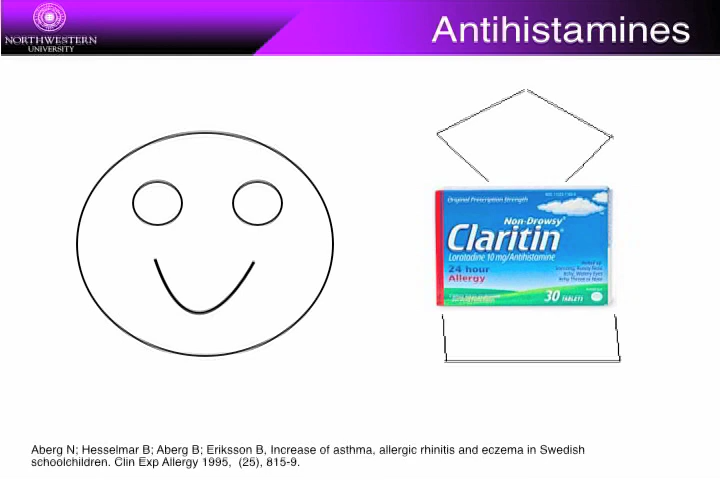 NORTHWESTERN
UNIVERSITY
Antihistamines
Original Prescription Strength
Non-Drowsy
Claritin
Loratadine 10 mg/Antihistamine
24 hour
Allergy
30 TABLETS
Aberg N; Hesselmar B; Aberg B; Eriksson B, Increase of asthma, allergic rhinitis and eczema in Swedish
schoolchildren. Clin Exp Allergy 1995,  (25), 815-9.